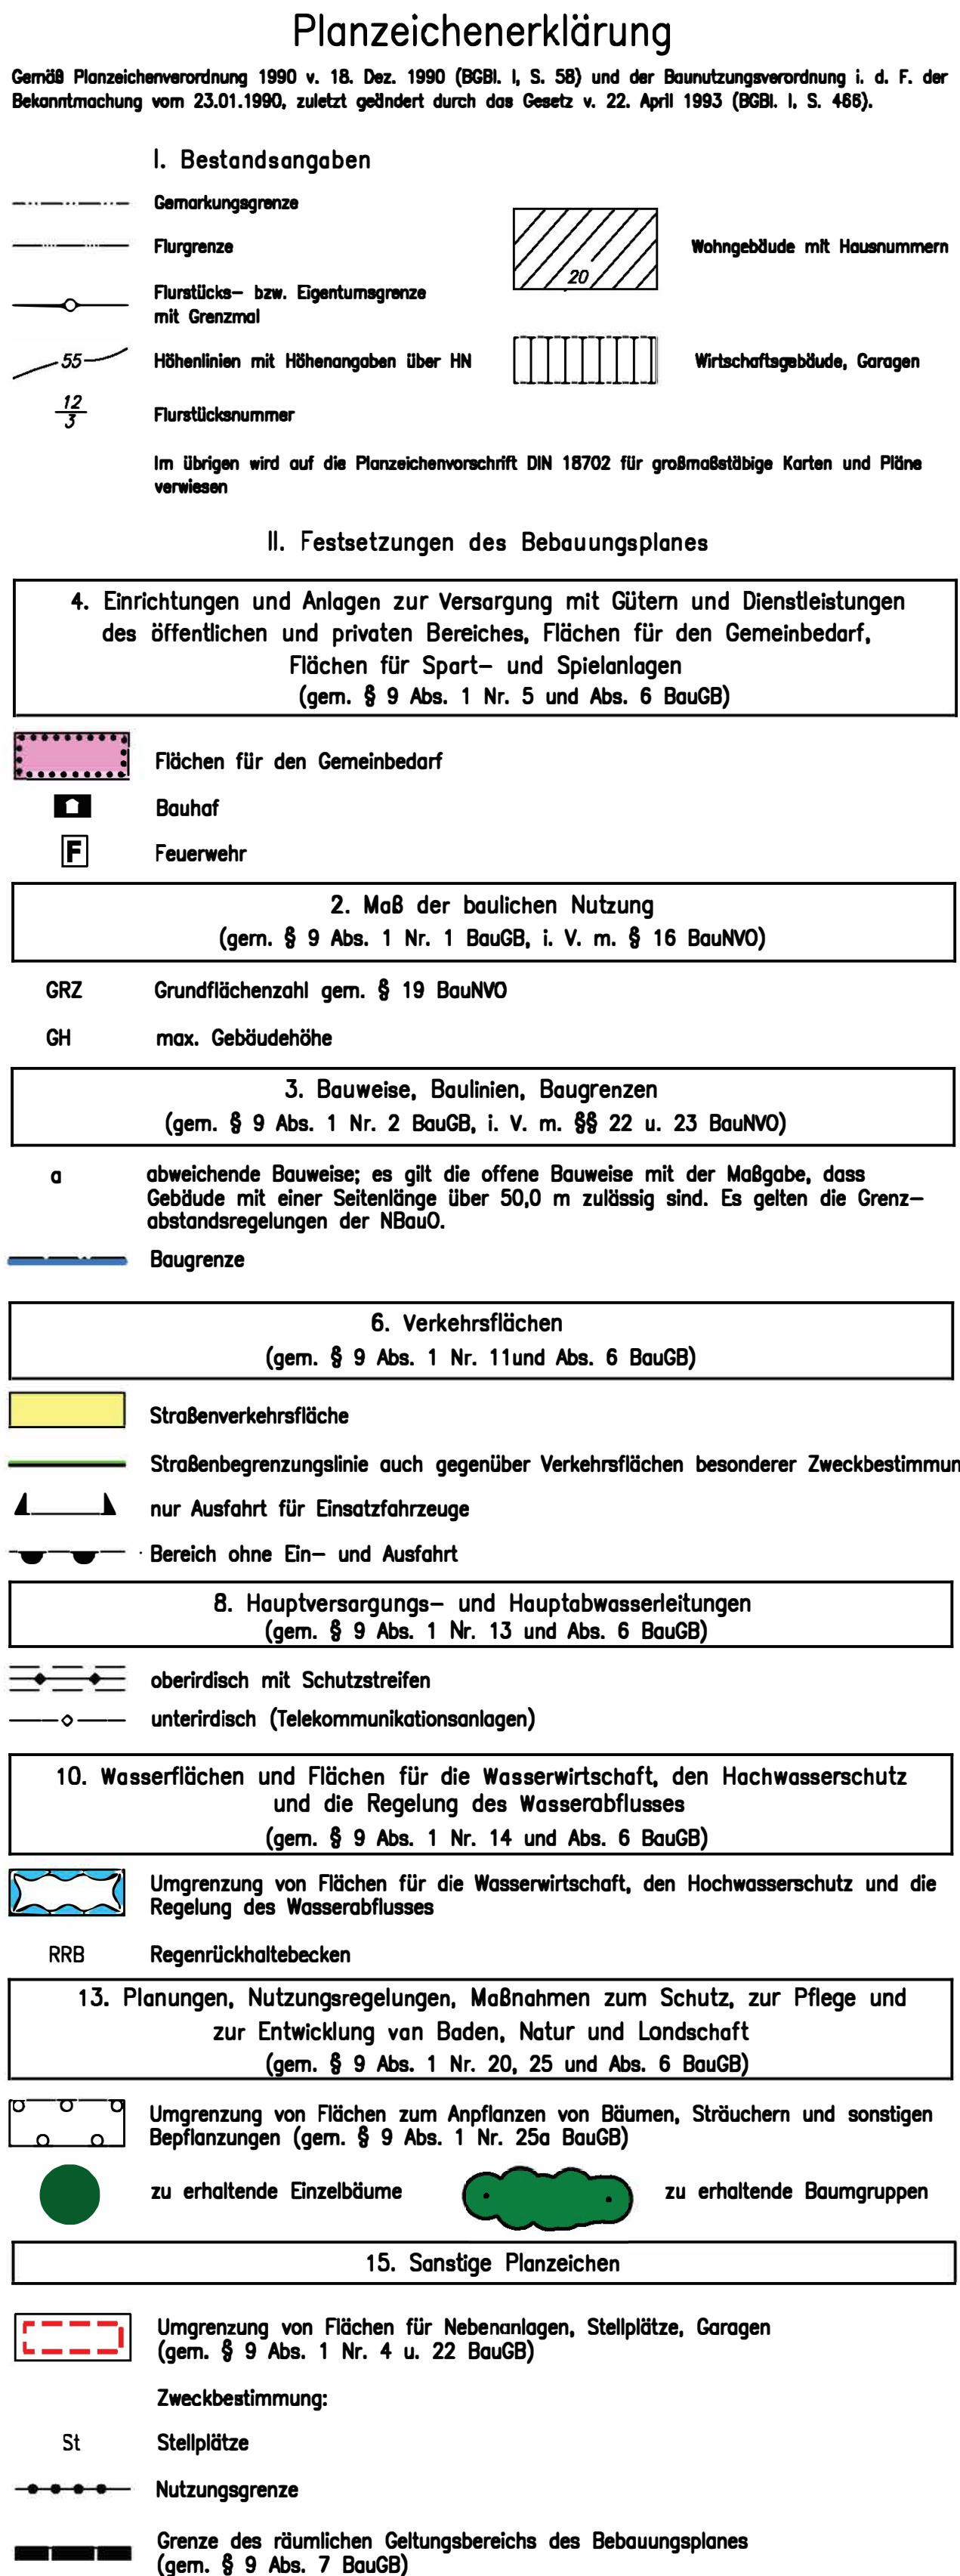 Planzeichenerklärung
Gemäß Planzeichenverordnung 1990 v. 18. Dez. 1990 (BGBl. I, S. 58) und der Baunutzungsverordnung i. d. F. der
Bekanntmachung vom 23.01.1990, zuletzt geändert durch das Gesetz v. 22. April 1993 (BGBl. I, S. 466).
I. Bestandsangaben
Gemarkungsgrenze
Flurgrenze
20
Wohngebäude mit Hausnummern
Flurstücks- bzw. Eigentumsgrenze
mit Grenzmal
55
Höhenlinien mit Höhenangaben über HN
Wirtschaftsgebäude, Garagen
12
3
Flurstücksnummer
Im übrigen wird auf die Planzeichenvorschrift DIN 18702 für großmaßstäbige Karten und Pläne
verwiesen
II. Festsetzungen des Bebauungsplanes
4. Einrichtungen und Anlagen zur Versorgung mit Gütern und Dienstleistungen
des öffentlichen und privaten Bereiches, Flächen für den Gemeinbedarf,
Flächen für Spart- und Spielanlagen
(gem. § 9 Abs. 1 Nr. 5 und Abs. 6 BauGB)
Flächen für den Gemeinbedarf
Bauhaf
F Feuerwehr
2. Maß der baulichen Nutzung
(gem. § 9 Abs. 1 Nr. 1 BauGB, i. V. m. § 16 BauNVO)
GRZ Grundflächenzahl gem. § 19 BauNVO
GH max. Gebäudehöhe
3. Bauweise, Baulinien, Baugrenzen
(gem. § 9 Abs. 1 Nr. 2 BauGB, i. V. m. §§ 22 u. 23 BauNVO)
a abweichende Bauweise; es gilt die offene Bauweise mit der Maßgabe, dass
Gebäude mit einer Seitenlänge über 50,0 m zulässig sind. Es gelten die Grenz-
abstandsregelungen der NBauO.
Baugrenze
6. Verkehrsflächen
(gem. § 9 Abs. 1 Nr. 11und Abs. 6 BauGB)
Straßenverkehrsfläche
Straßenbegrenzungslinie auch gegenüber Verkehrsflächen besonderer Zweckbestimmun
nur Ausfahrt für Einsatzfahrzeuge
Bereich ohne Ein- und Ausfahrt
8. Hauptversorgungs- und Hauptabwasserleitungen
(gem. § 9 Abs. 1 Nr. 13 und Abs. 6 BauGB)
oberirdisch mit Schutzstreifen
unterirdisch (Telekommunikationsanlagen)
10. Wasserflächen und Flächen für die Wasserwirtschaft, den Hachwasserschutz
und die Regelung des Wasserabflusses
(gem. § 9 Abs. 1 Nr. 14 und Abs. 6 BauGB)
Umgrenzung von Flächen für die Wasserwirtschaft, den Hochwasserschutz und die
Regelung des Wasserabflusses
RRB Regenrückhaltebecken
13. Planungen, Nutzungsregelungen, Maßnahmen zum Schutz, zur Pflege und
zur Entwicklung van Baden, Natur und Landschaft
(gem. § 9 Abs. 1 Nr. 20, 25 und Abs. 6 BauGB)
Umgrenzung von Flächen zum Anpflanzen von Bäumen, Sträuchern und sonstigen
Bepflanzungen (gem. § 9 Abs. 1 Nr. 25a BauGB)
zu erhaltende Einzelbäume
zu erhaltende Baumgruppen
15. Sanstige Planzeichen
Umgrenzung von Flächen für Nebenanlagen, Stellplätze, Garagen
(gem. § 9 Abs. 1 Nr. 4 u. 22 BauGB)
Zweckbestimmung:
St Stellplätze
Nutzungsgrenze
Grenze des räumlichen Geltungsbereichs des Bebauungsplanes
(gem. § 9 Abs. 7 BauGB)